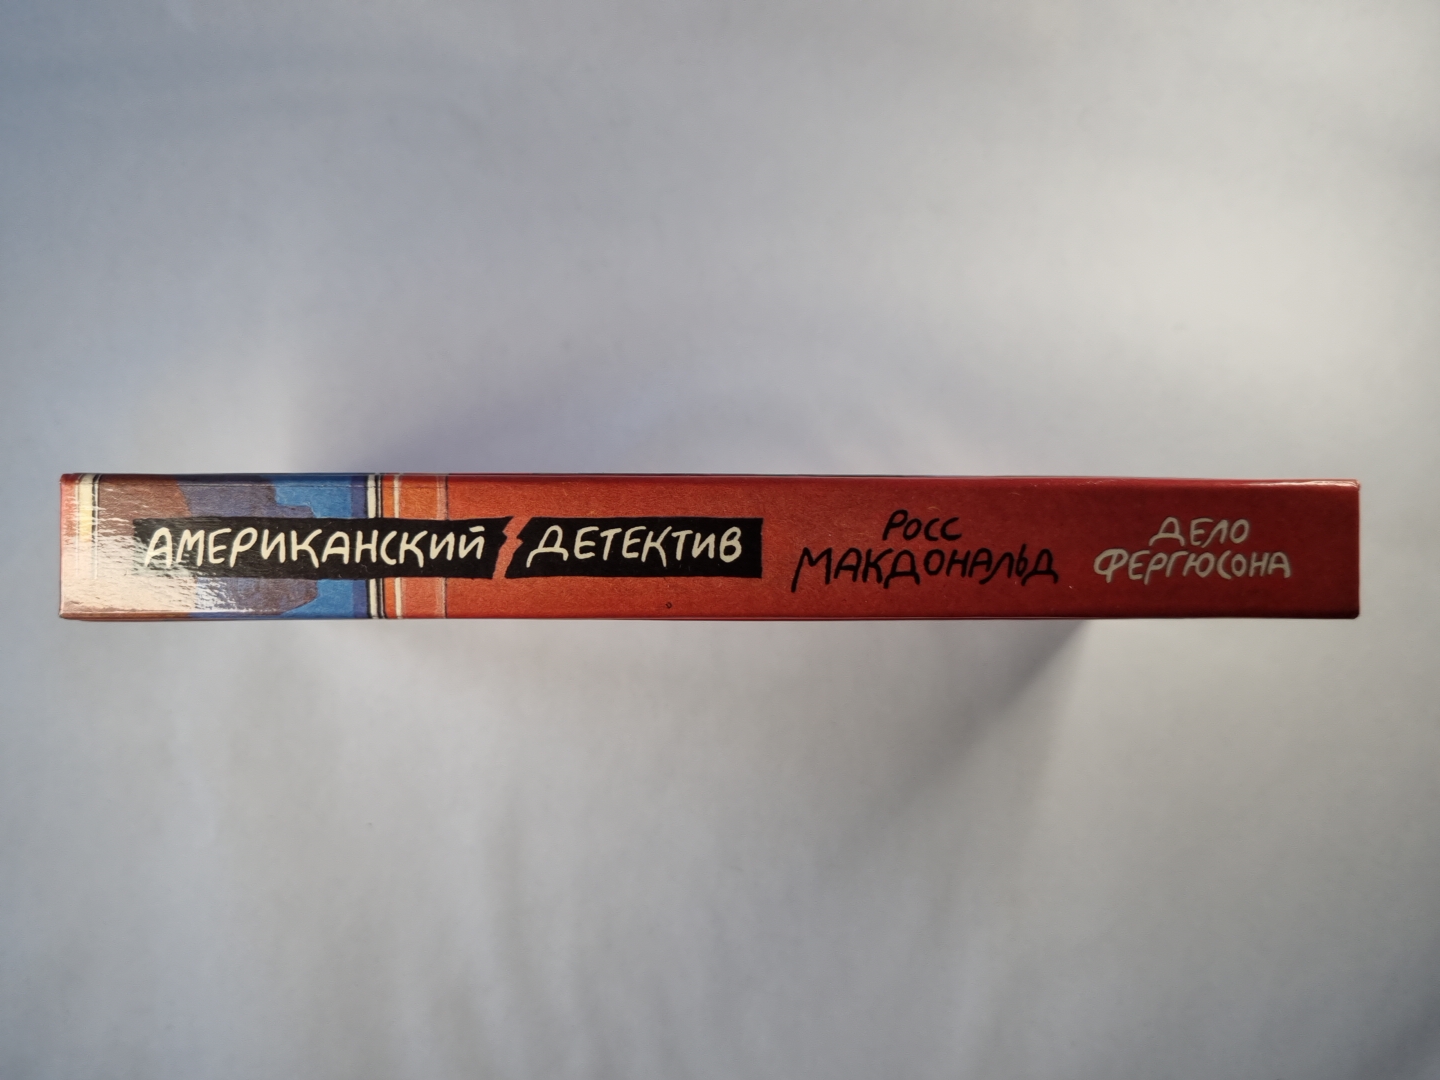 Американский детектив
Росс
Макдональд
Дело
Фергюсона